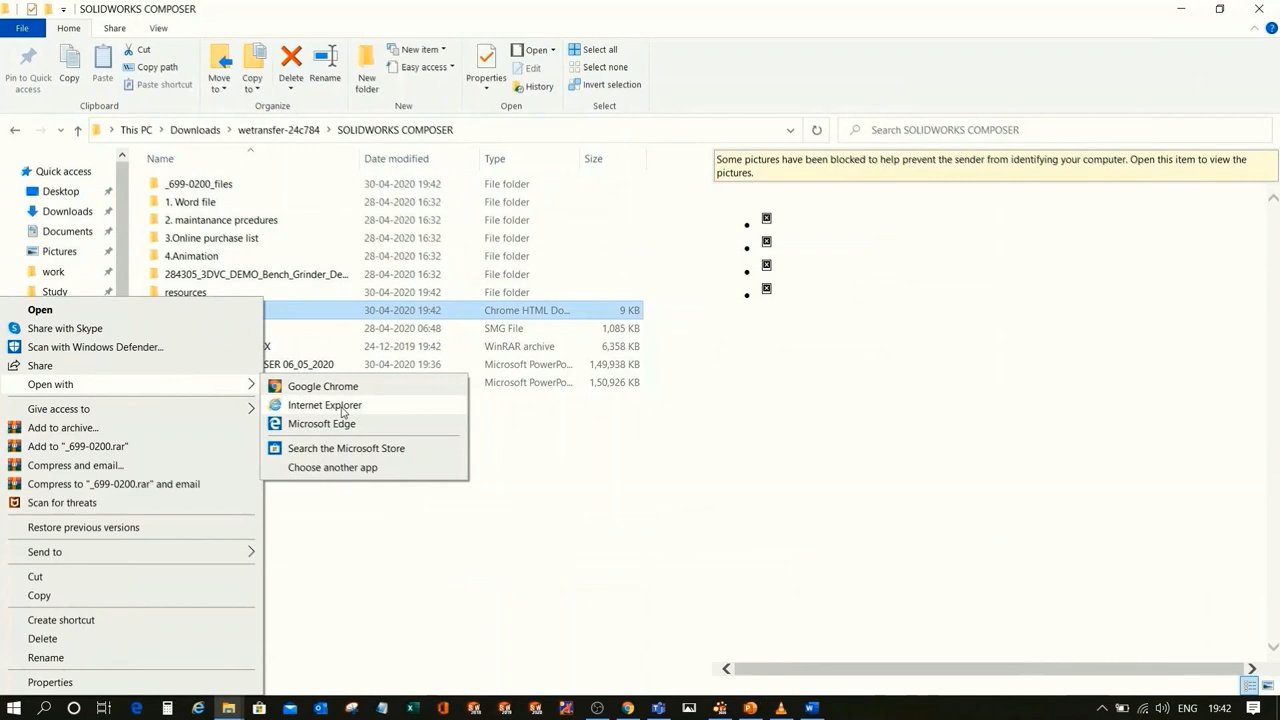 SOLIDWORKS COMPOSER
File Home Share View
Pin to Quick access
Copy
Paste
Cut
Copy path
Paste shortcut
Clipboard
Move to
Copy to
Delete
Rename
Organize
New folder
New item
Easy access
New
Properties
Open
Edit
History
Open
Select all
Select none
Invert selection
Select
This PC > Downloads > wetransfer-24c784 > SOLIDWORKS COMPOSER
Search SOLIDWORKS COMPOSER
Quick access
Desktop
Downloads
Documents
Pictures
work
Study
Name Date modified Type Size
_699-0200_files 30-04-2020 19:42 File folder
1. Word file 28-04-2020 16:32 File folder
2. maintanance prcedures 28-04-2020 16:32 File folder
3.Online purchase list 28-04-2020 16:32 File folder
4.Animation 28-04-2020 16:32 File folder
284305_3DVC_DEMO_Bench_Grinder_De... 28-04-2020 16:32 File folder
resources 28-04-2020 16:32 File folder
30-04-2020 19:42 Chrome HTML Do... 9 KB
28-04-2020 06:48 SMG File 1,085 KB
X 24-12-2019 19:42 WinRAR archive 6,358 KB
SER 06_05_2020 30-04-2020 19:36 Microsoft PowerPo... 1,49,938 KB
82 Microsoft PowerPo... 1,50,926 KB
Some pictures have been blocked to help prevent the sender from identifying your computer. Open this item to view the
pictures.
Open
Share with Skype
Scan with Windows Defender...
Share
Open with
Give access to
Add to archive...
Add to "_699-0200.rar"
Compress and email...
Compress to "_699-0200.rar" and email
Scan for threats
Restore previous versions
Send to
Cut
Copy
Create shortcut
Delete
Rename
Properties
Google Chrome
Internet Explorer
Microsoft Edge
Search the Microsoft Store
Choose another app
ENG 19:42